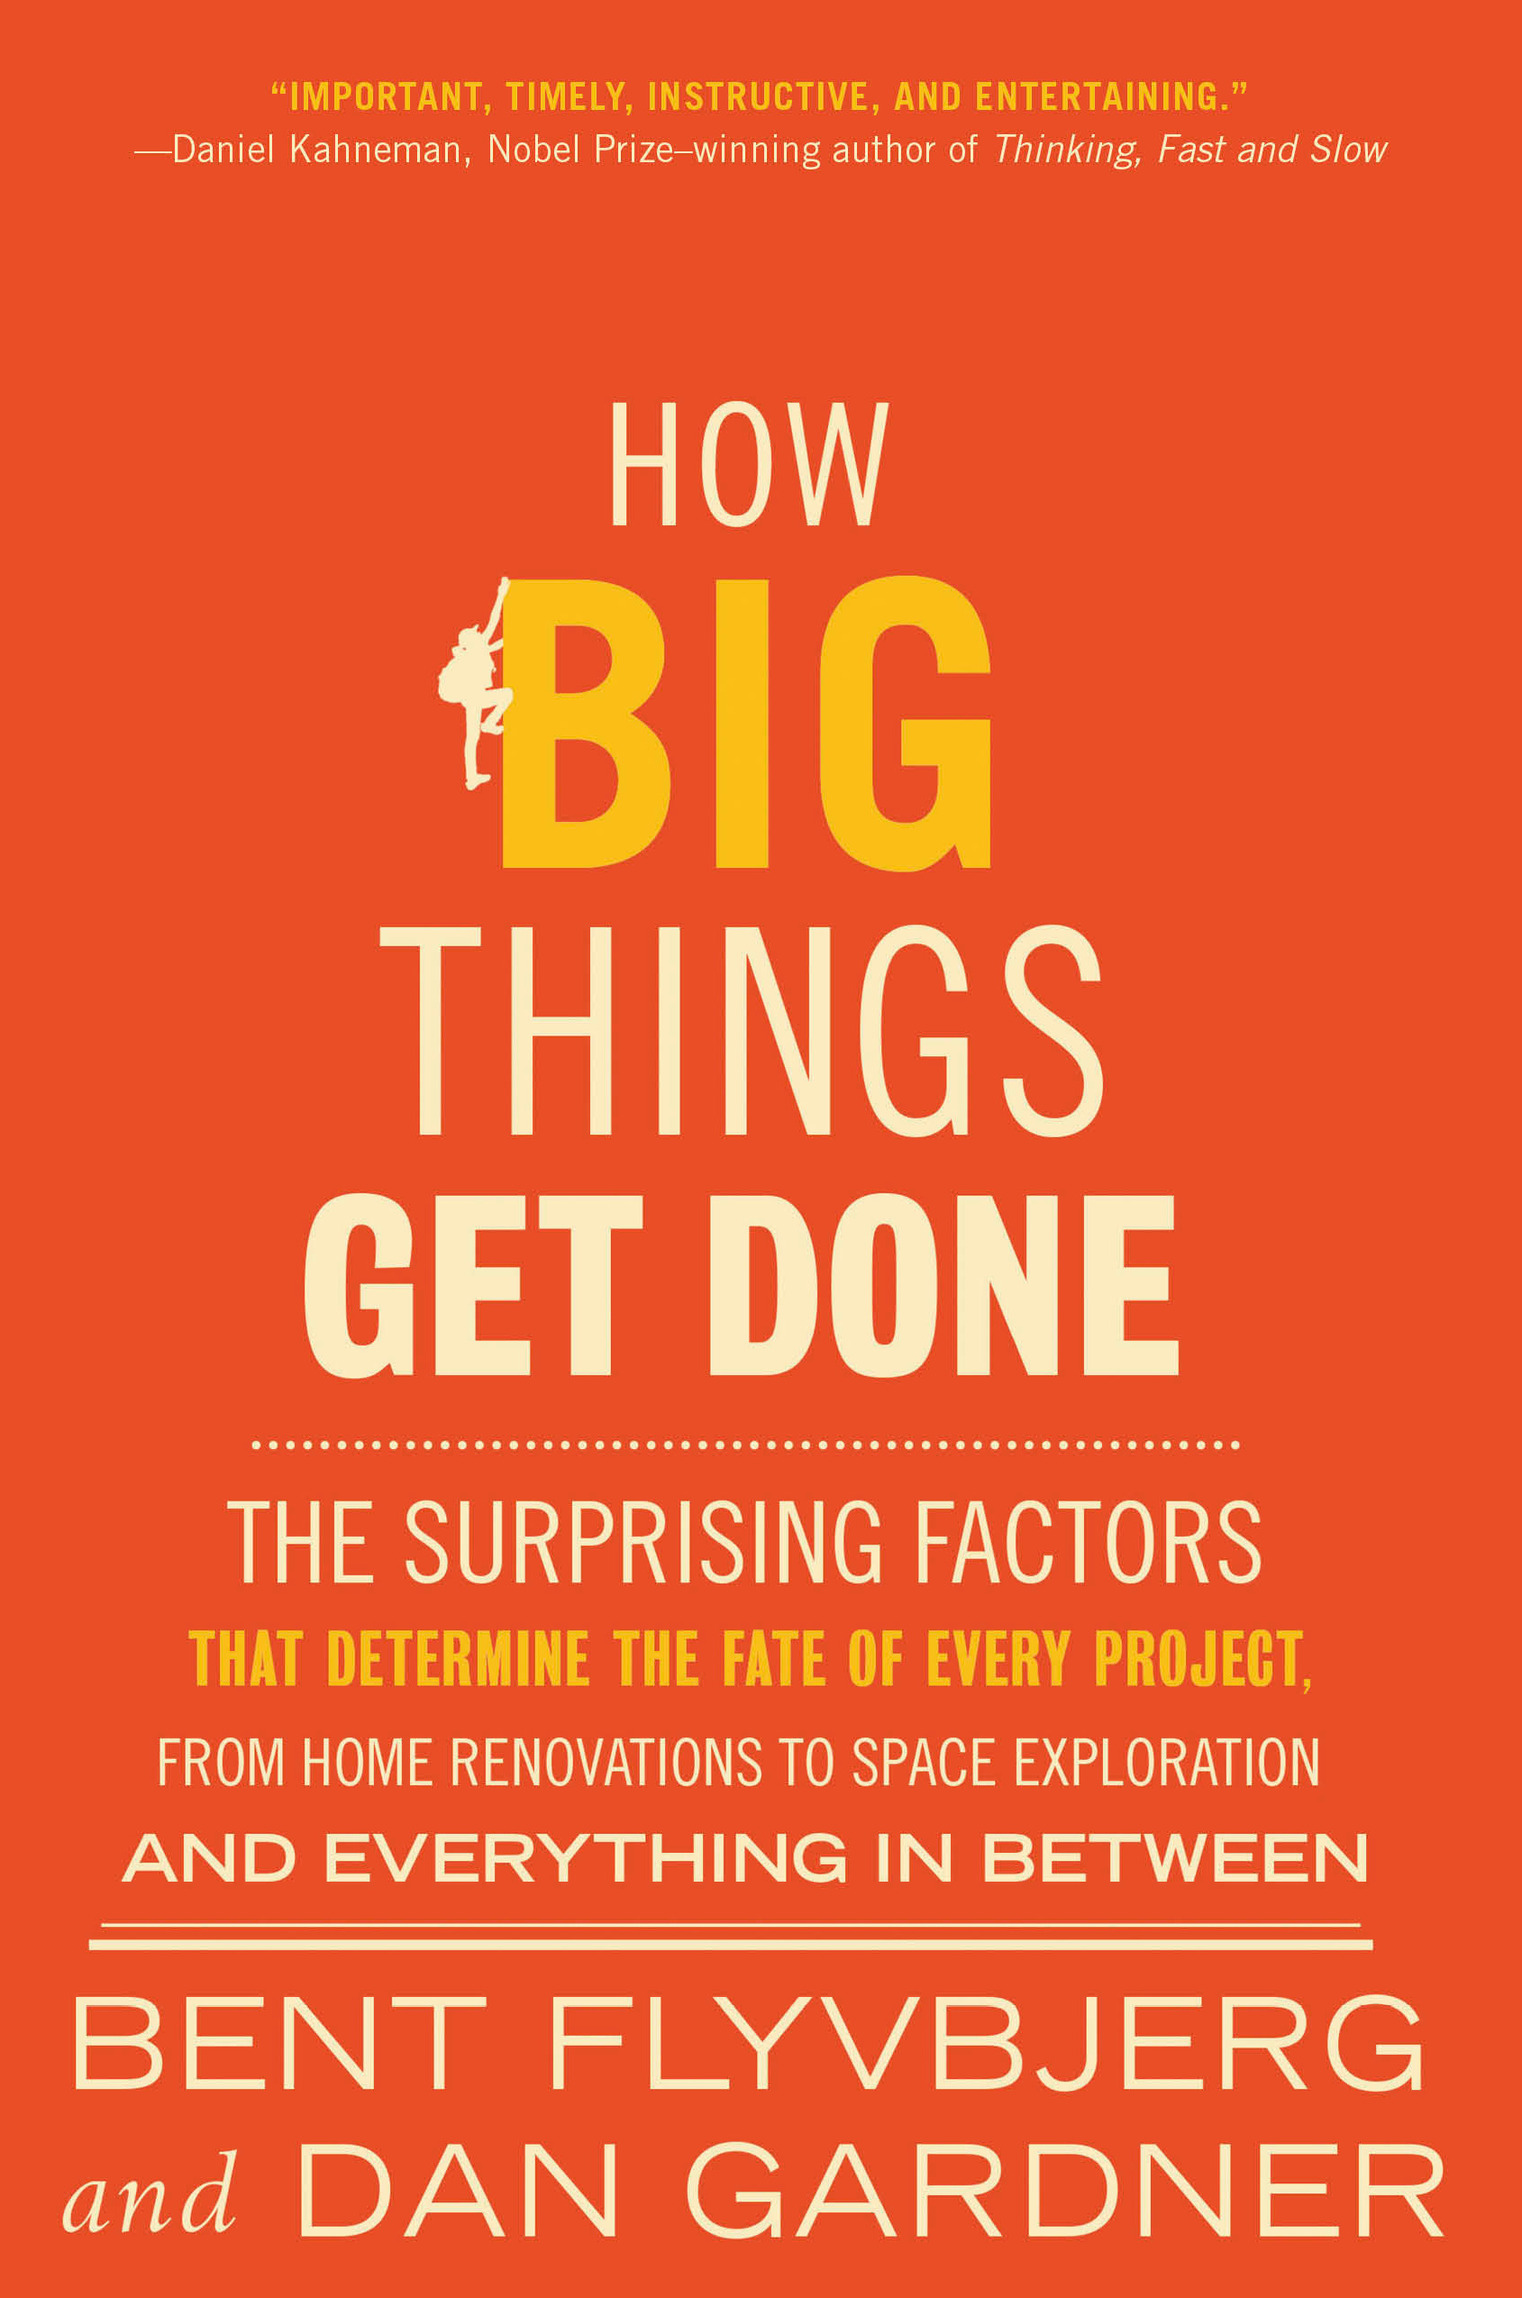 “IMPORTANT, TIMELY, INSTRUCTIVE, AND ENTERTAINING.”
—Daniel Kahneman, Nobel Prize–winning author of Thinking, Fast and Slow
HOW
BIG
THINGS
GET DONE
THE SURPRISING FACTORS
THAT DETERMINE THE FATE OF EVERY PROJECT,
FROM HOME RENOVATIONS TO SPACE EXPLORATION
AND EVERYTHING IN BETWEEN
BENT FLYVBJERG
and DAN GARDNER